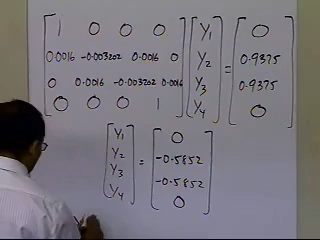 1 0 0 0 Y1 0
0.0016 -0.003202 0.0016 0 Y2 = 0.9375
0 0.0016 -0.003202 0.0016 Y3 0.9375
0 0 0 1 Y4 0
Y1 0
Y2 = -0.5852
Y3 -0.5852
Y4 0